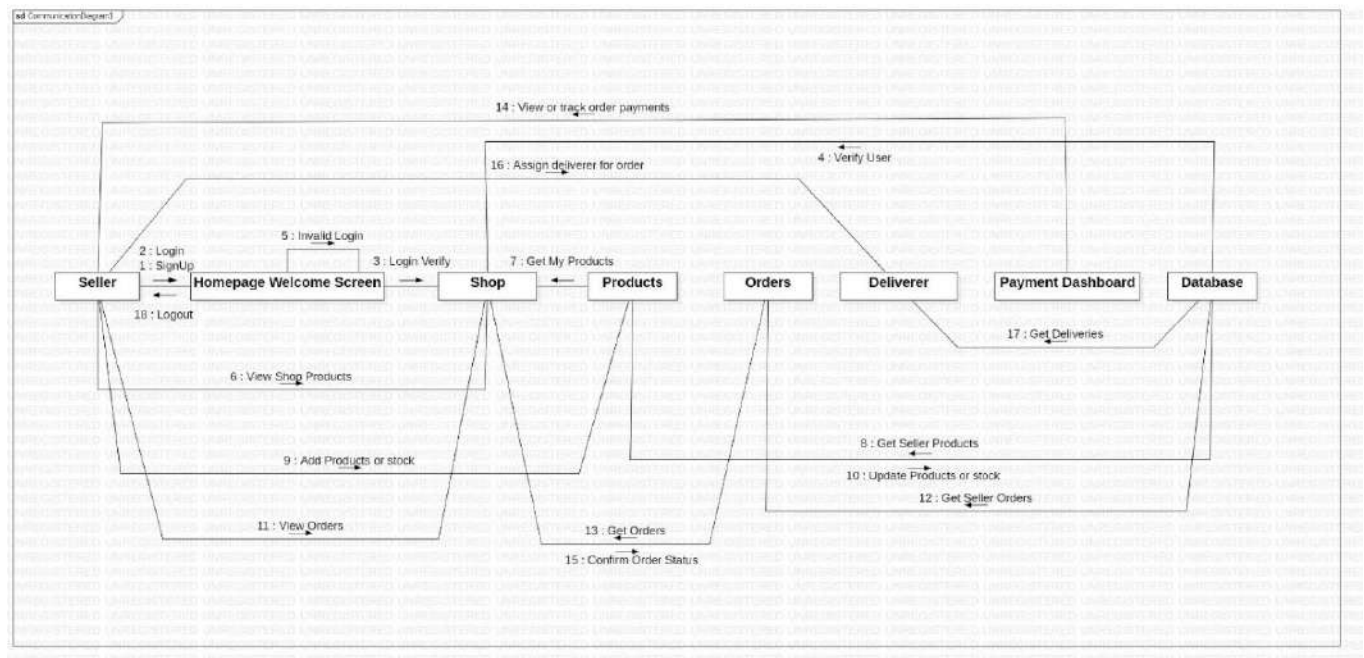 sd CommunicationDiagram1
14 : View or track order payments
4 : Verify User
16 : Assign deliverer for order
5 : Invalid Login
2 : Login
1 : SignUp
3 : Login Verify
7 : Get My Products
Seller
Homepage Welcome Screen
Shop
Products
Orders
Deliverer
Payment Dashboard
Database
18 : Logout
17 : Get Deliveries
6 : View Shop Products
8 : Get Seller Products
9 : Add Products or stock
10 : Update Products or stock
12 : Get Seller Orders
11 : View Orders
13 : Get Orders
15 : Confirm Order Status
UNREGISTERED